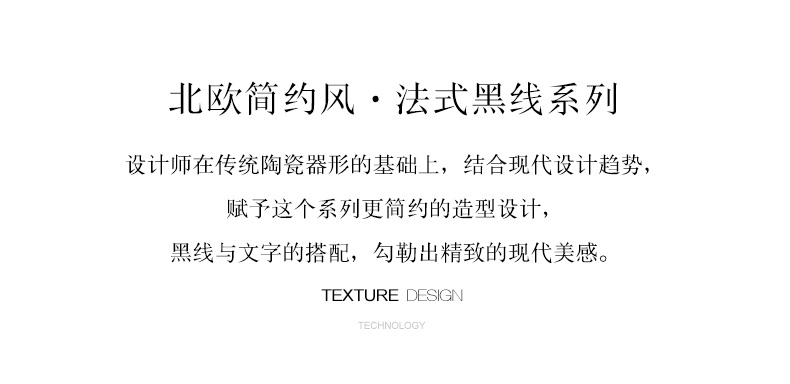 北欧简约风·法式黑线系列
设计师在传统陶瓷器形的基础上，结合现代设计趋势，
赋予这个系列更简约的造型设计，
黑线与文字的搭配，勾勒出精致的现代美感。
TEXTURE DESIGN
TECHNOLOGY